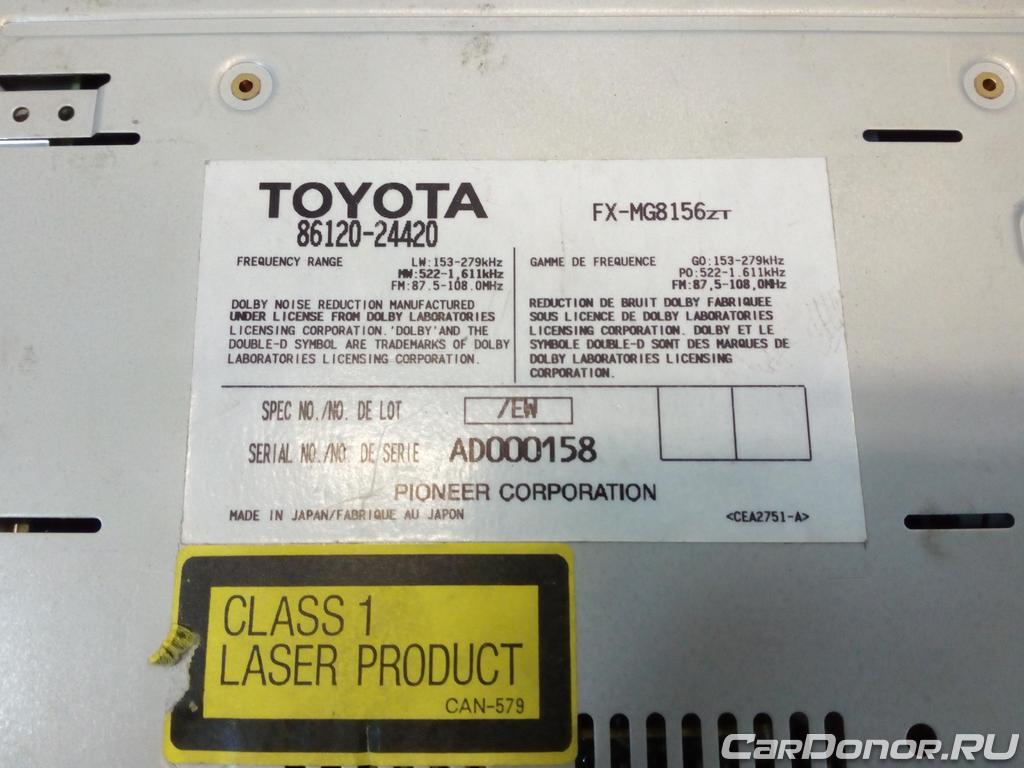 TOYOTA
86120-24420
FX-MG8156ZT
FREQUENCY RANGE LW:153-279kHz
MW:522-1,611kHz
FM:87.5-108.0MHz
DOLBY NOISE REDUCTION MANUFACTURED
UNDER LICENSE FROM DOLBY LABORATORIES
LICENSING CORPORATION. 'DOLBY' AND THE
DOUBLE-D SYMBOL ARE TRADEMARKS OF DOLBY
LABORATORIES LICENSING CORPORATION.
GAMME DE FREQUENCE GO:153-279kHz
PO:522-1.611kHz
FM:87,5-108,0MHz
REDUCTION DE BRUIT DOLBY FABRIQUEE
SOUS LICENCE DE DOLBY LABORATORIES
LICENSING CORPORATION. DOLBY ET LE
SYMBOLE DOUBLE-D SONT DES MARQUES DE
DOLBY LABORATORIES LICENSING
CORPORATION.
SPEC NO./NO. DE LOT /EW
SERIAL NO./NO. DE SERIE AD000158
PIONEER CORPORATION
MADE IN JAPAN/FABRIQUE AU JAPON <CEA2751-A>
CLASS 1
LASER PRODUCT
CAN-579
CarDonor.RU